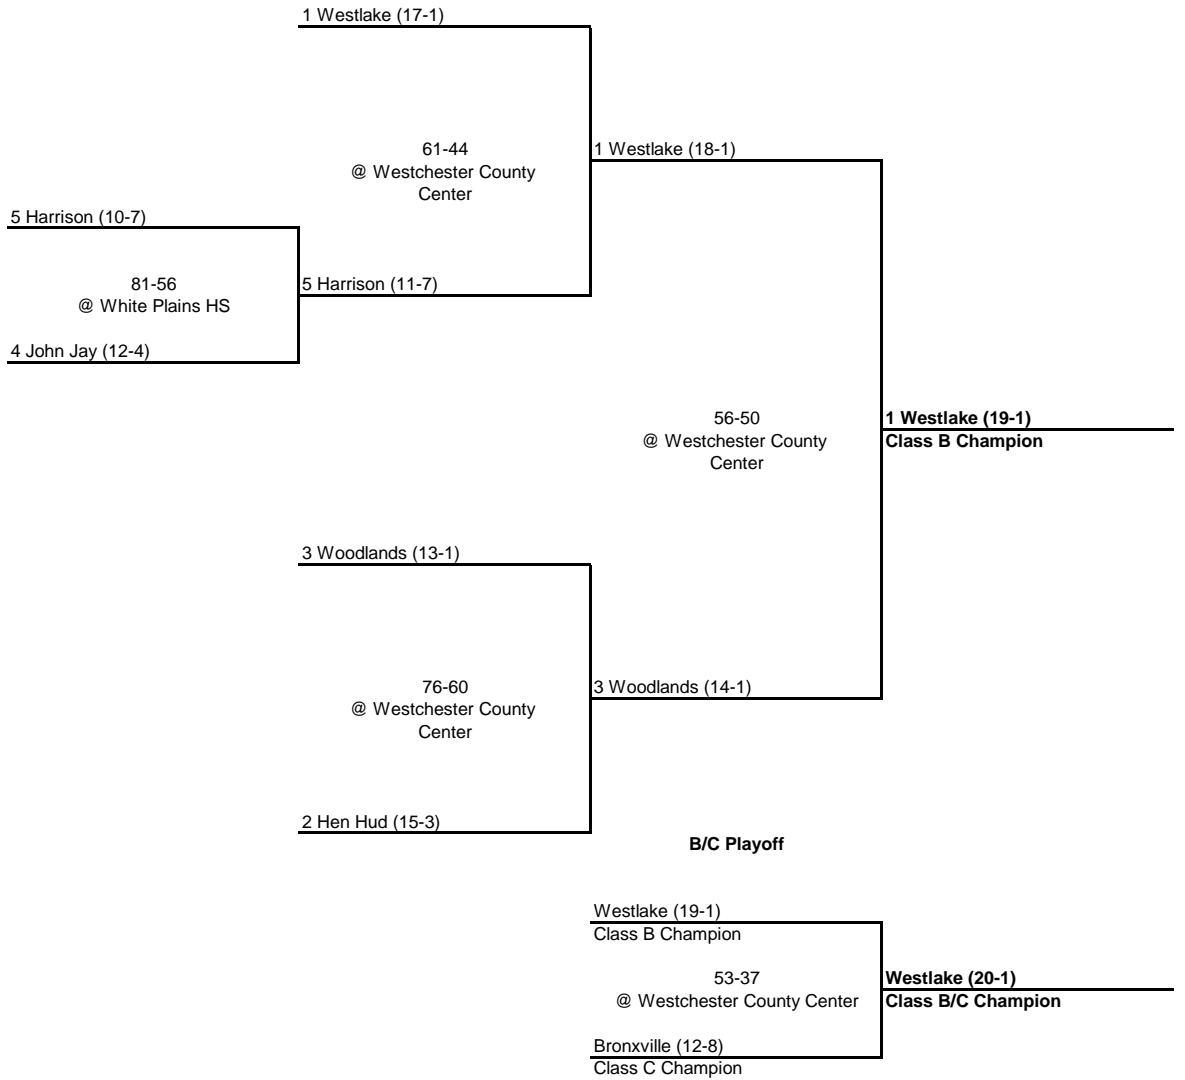 1 Westlake (17-1)
61-44
@ Westchester County
Center
1 Westlake (18-1)
5 Harrison (10-7)
81-56
@ White Plains HS
5 Harrison (11-7)
4 John Jay (12-4)
56-50
@ Westchester County
Center
1 Westlake (19-1)
Class B Champion
3 Woodlands (13-1)
76-60
@ Westchester County
Center
3 Woodlands (14-1)
2 Hen Hud (15-3)
B/C Playoff
Westlake (19-1)
Class B Champion
53-37
@ Westchester County Center
Westlake (20-1)
Class B/C Champion
Bronxville (12-8)
Class C Champion